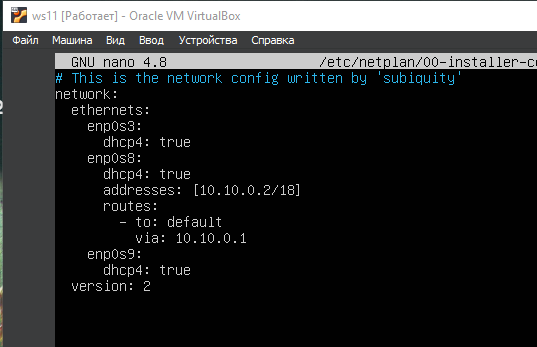 ws11 [Работает] - Oracle VM VirtualBox
Файл Машина Вид Ввод Устройства Справка
GNU nano 4.8 /etc/netplan/00-installer-co
# This is the network config written by 'subiquity'
network:
  ethernets:
    enp0s3:
      dhcp4: true
    enp0s8:
      dhcp4: true
      addresses: [10.10.0.2/18]
      routes:
        - to: default
          via: 10.10.0.1
    enp0s9:
      dhcp4: true
  version: 2